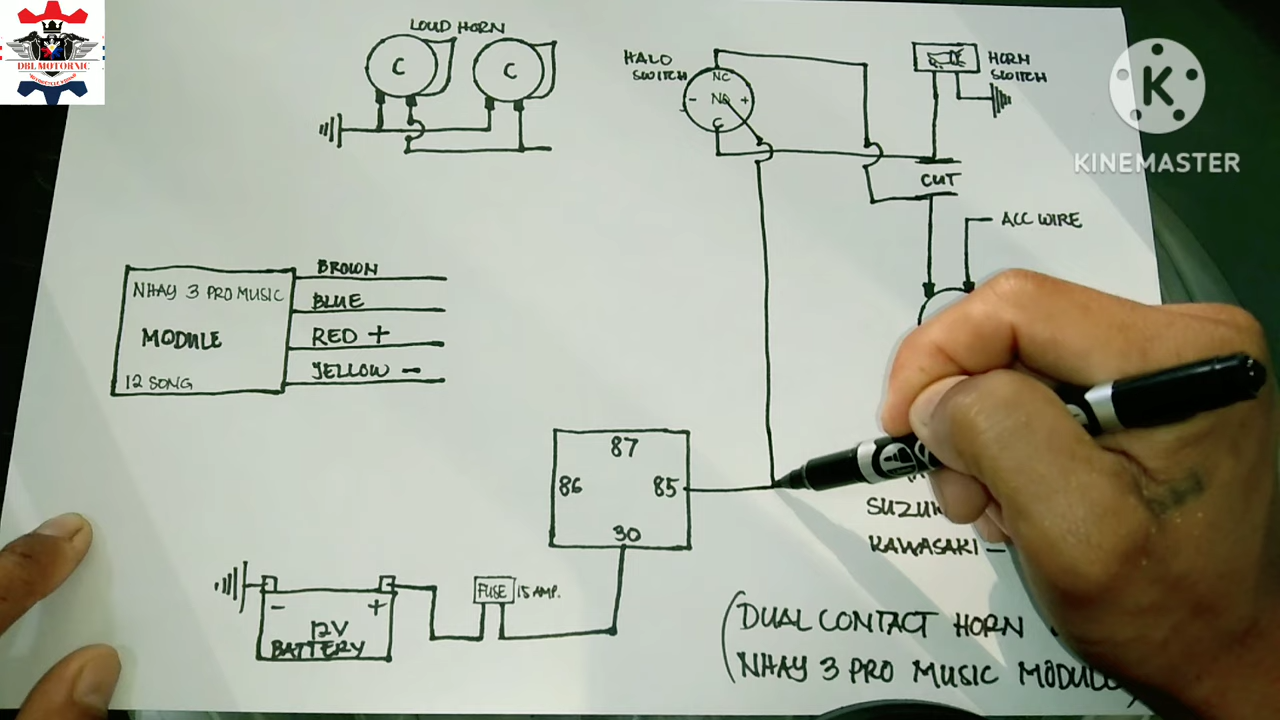 DBL MOTORNIC
LOUD HORN
C
C
HALO
SWITCH
NC
- NO +
C
HORN
SWITCH
K
KINEMASTER
CUT
ACC WIRE
BROWN
NHAY 3 PRO MUSIC
BLUE
MODULE
RED +
12 SONG
YELLOW -
87
86
85
30
KAWASAKI -
FUSE
15 AMP.
- +
12V
BATTERY
(DUAL CONTACT HORN
NHAY 3 PRO MUSIC MODULE)